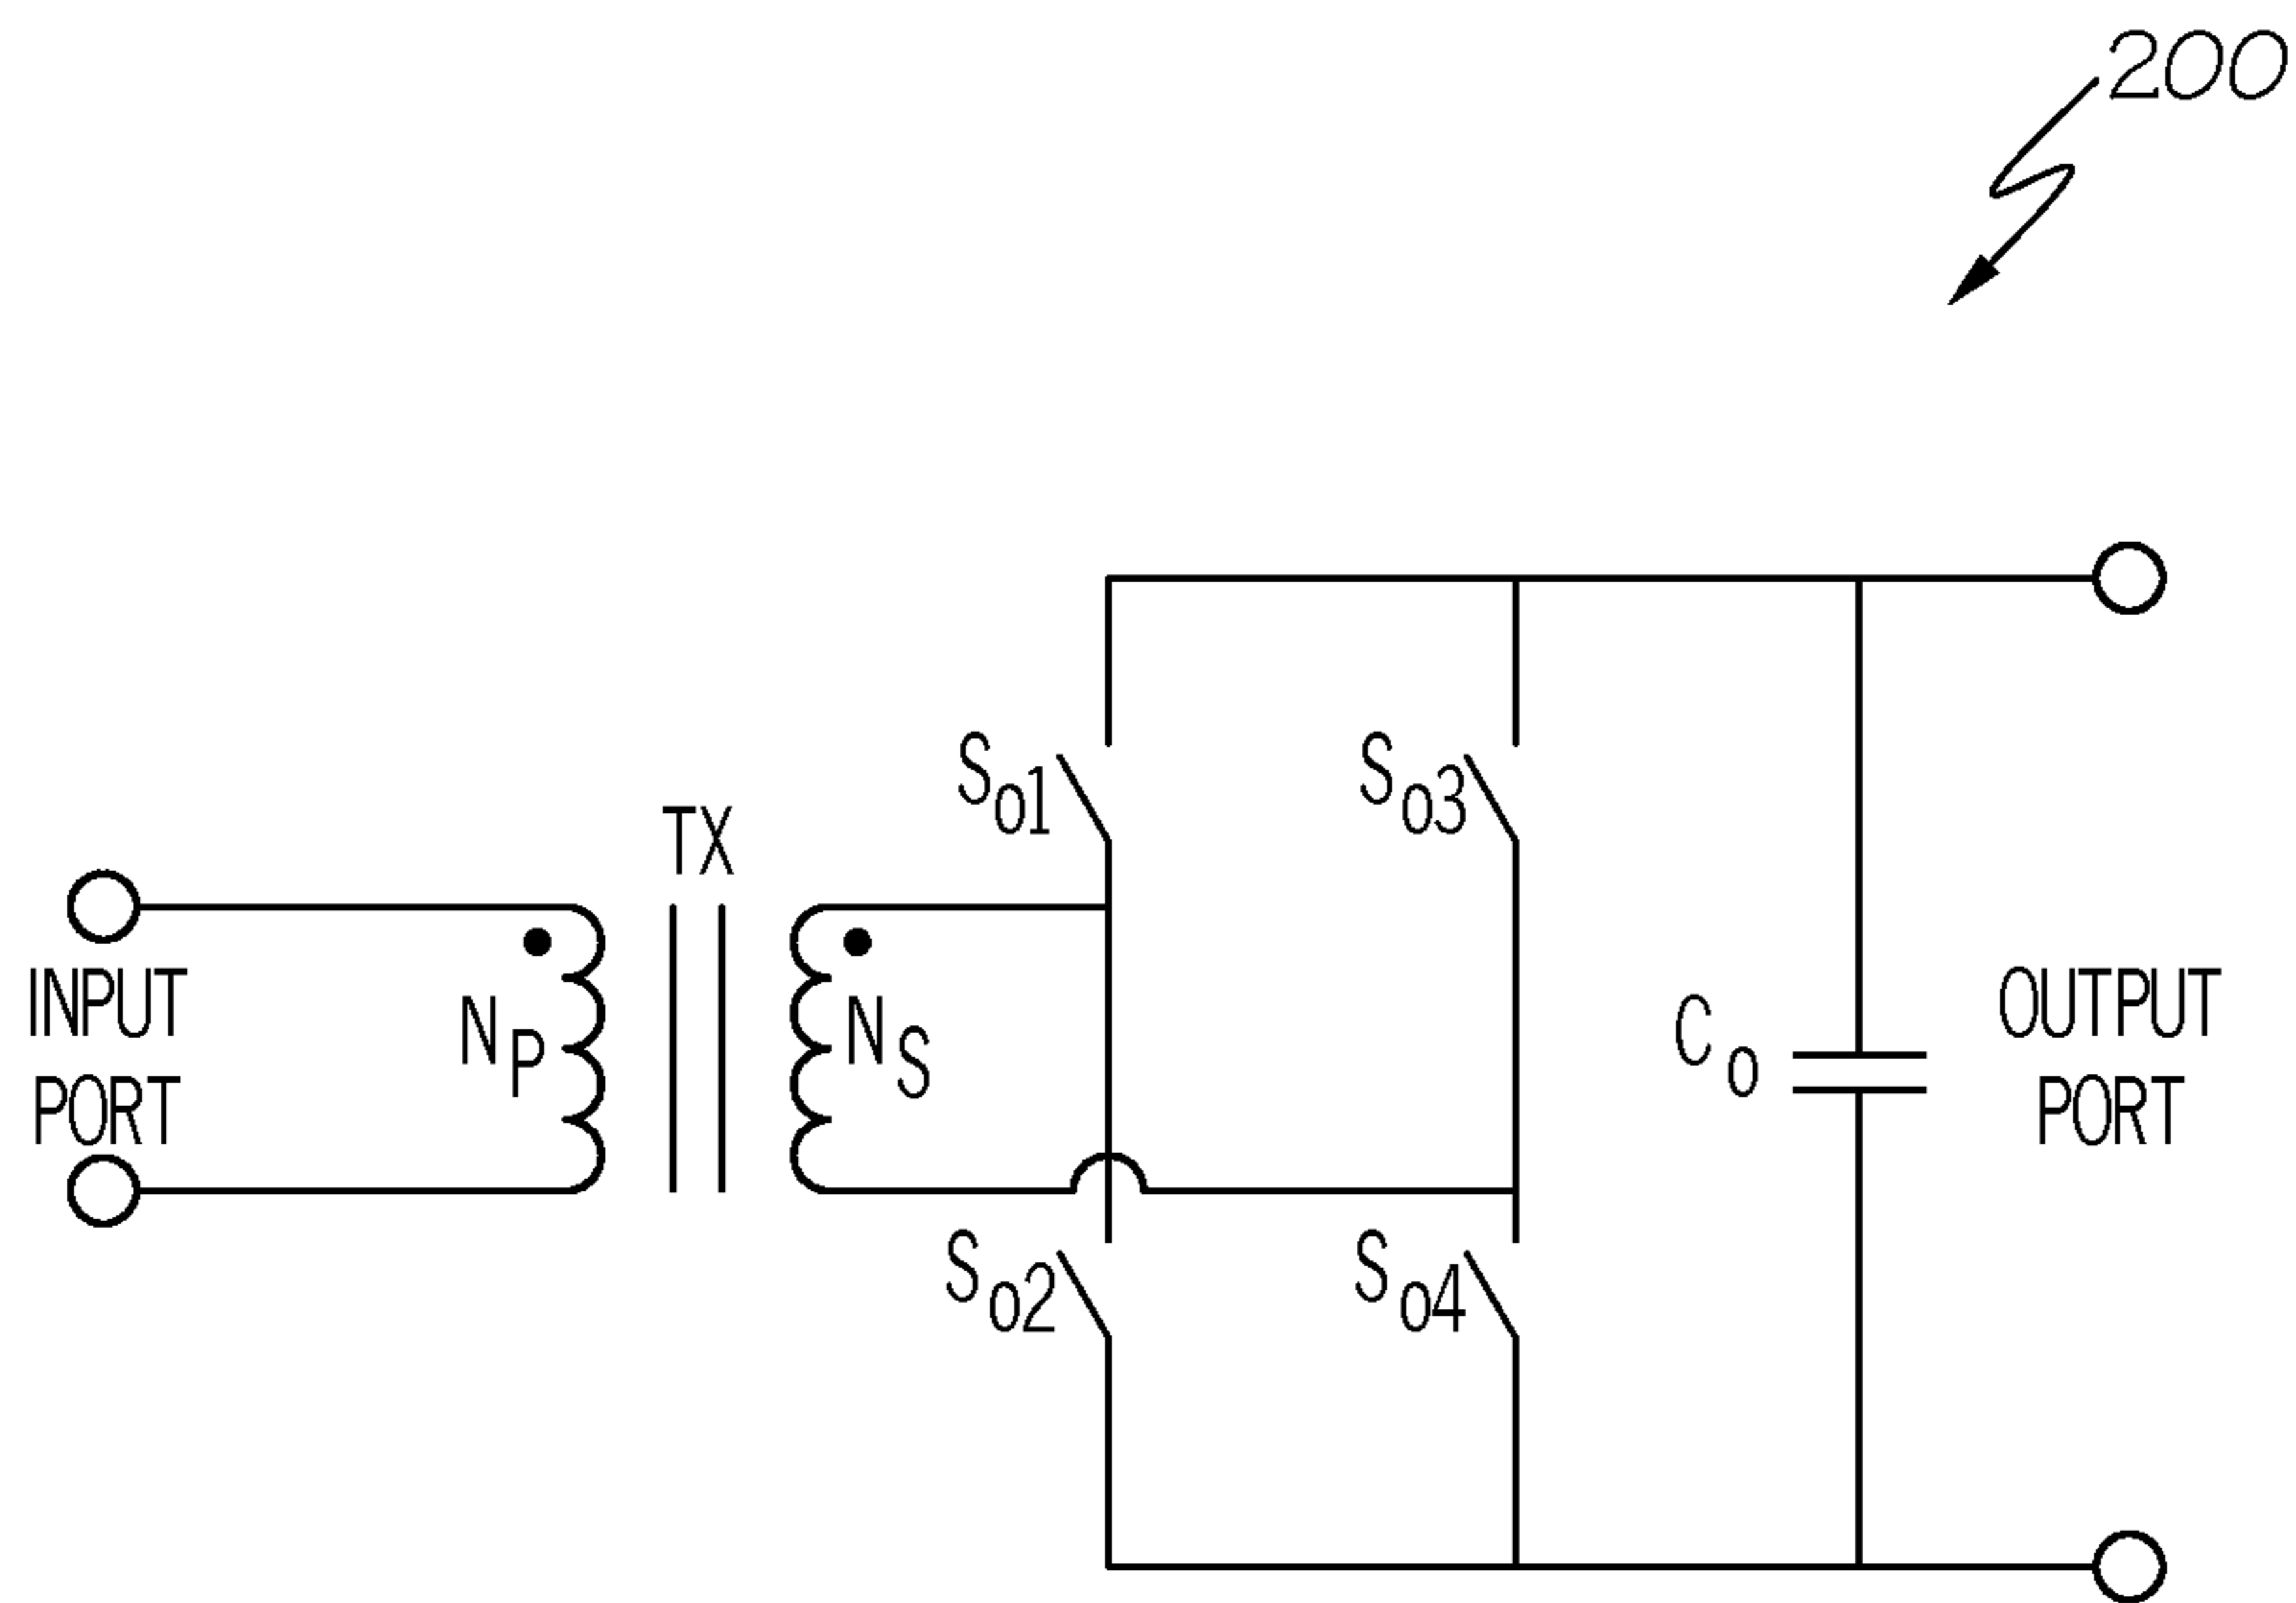 200
So1
So3
TX
INPUT
PORT
NP
NS
Co
OUTPUT
PORT
So2
So4